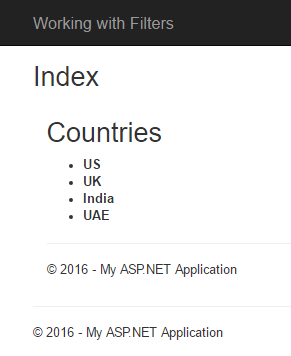 Working with Filters
Index
Countries
US
UK
India
UAE
© 2016 - My ASP.NET Application
© 2016 - My ASP.NET Application